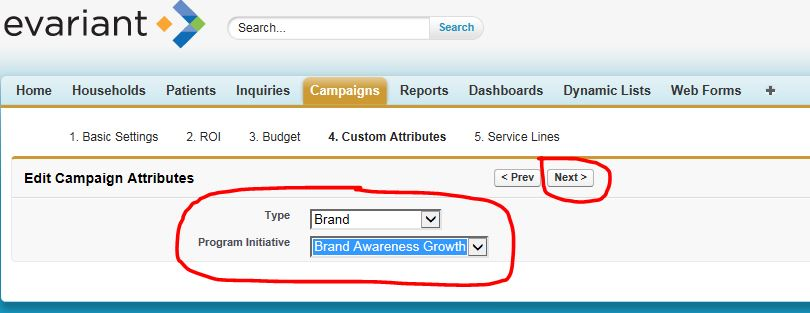 evariant
Search... Search
Home Households Patients Inquiries Campaigns Reports Dashboards Dynamic Lists Web Forms +
1. Basic Settings 2. ROI 3. Budget 4. Custom Attributes 5. Service Lines
Edit Campaign Attributes < Prev Next >
Type Brand
Program Initiative Brand Awareness Growth